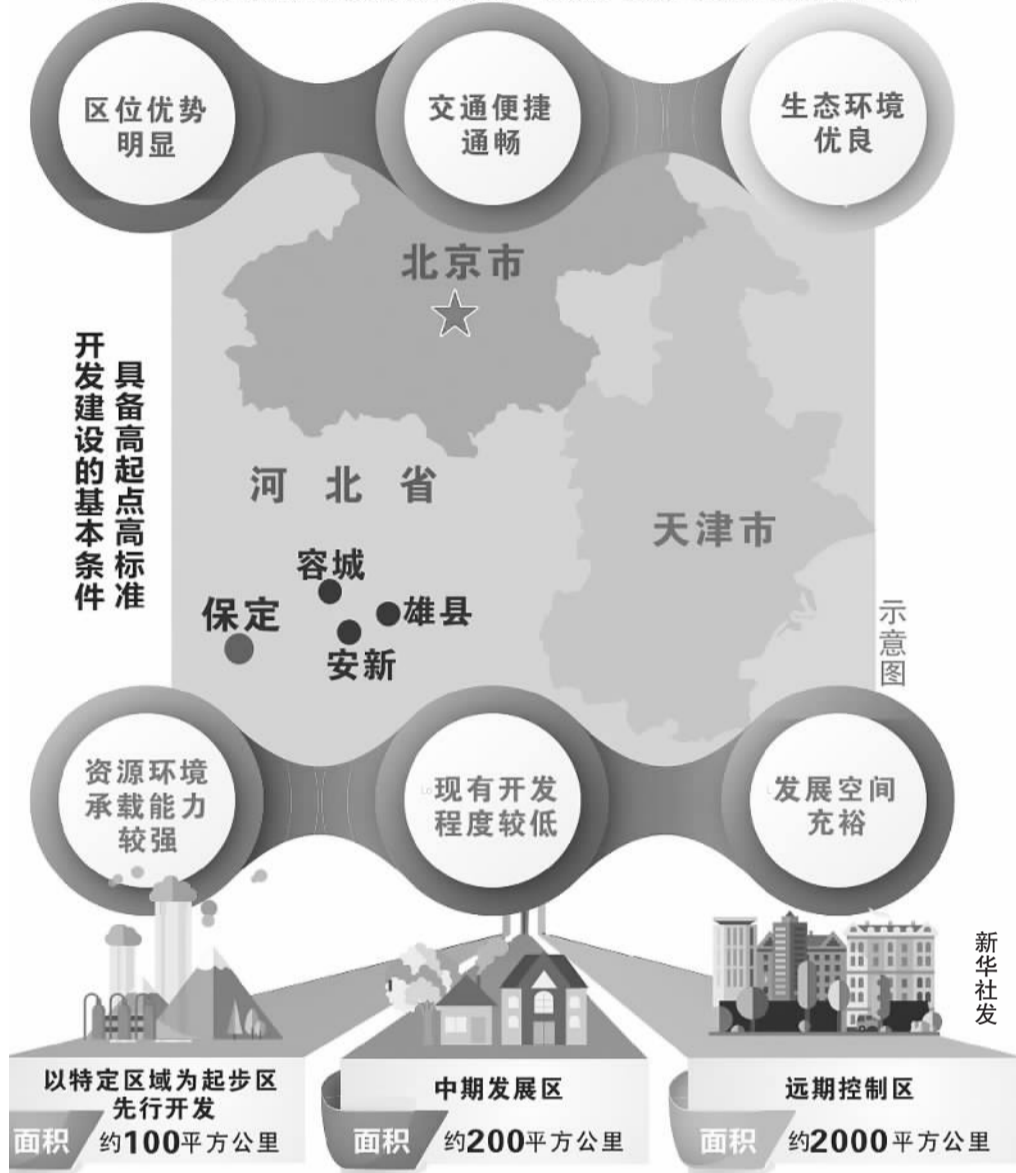 区位优势
明显
交通便捷
通畅
生态环境
优良
北京市
具备高起点高标准
开发建设的基本条件
河北省
天津市
容城
保定
雄县
安新
示意图
资源环境
承载能力
较强
现有开发
程度较低
发展空间
充裕
新华社发
以特定区域为起步区
先行开发
面积 约100平方公里
中期发展区
面积 约200平方公里
远期控制区
面积 约2000平方公里